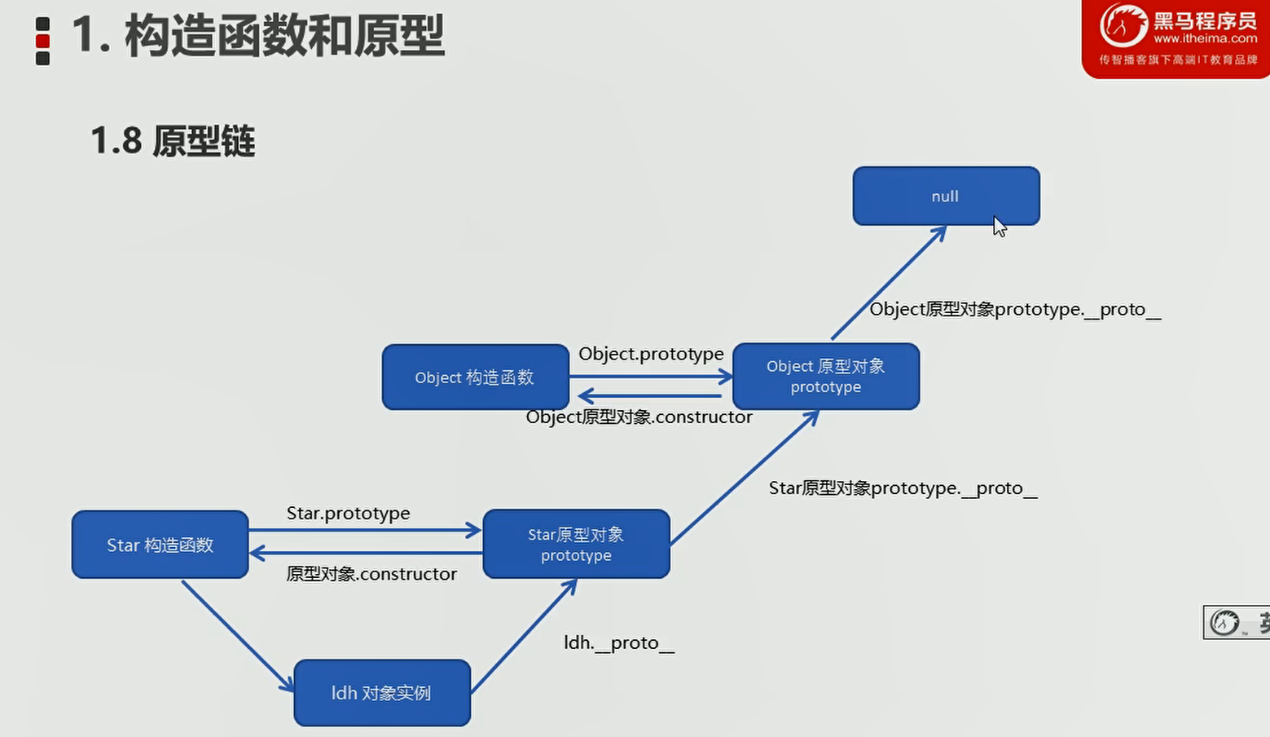 1. 构造函数和原型
黑马程序员
www.itheima.com
传智播客旗下高端IT教育品牌
1.8 原型链
null
Object原型对象prototype.__proto__
Object 构造函数
Object.prototype
Object 原型对象
prototype
Object原型对象.constructor
Star原型对象prototype.__proto__
Star 构造函数
Star.prototype
Star原型对象
prototype
原型对象.constructor
ldh.__proto__
ldh 对象实例